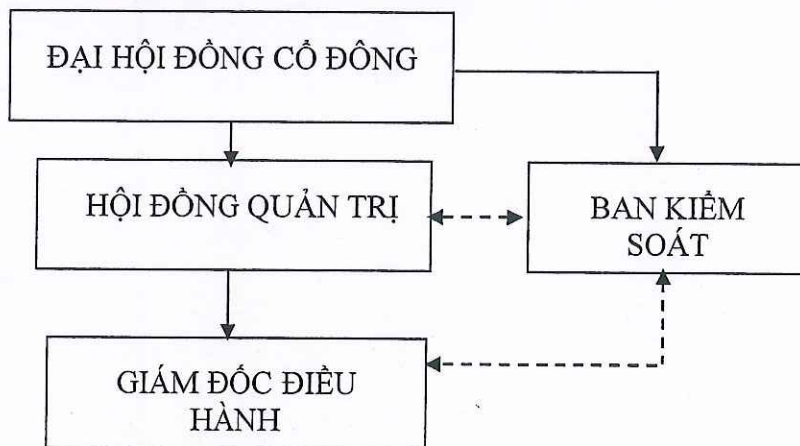 ĐẠI HỘI ĐỒNG CỔ ĐÔNG
HỘI ĐỒNG QUẢN TRỊ
BAN KIỂM
SOÁT
GIÁM ĐỐC ĐIỀU
HÀNH